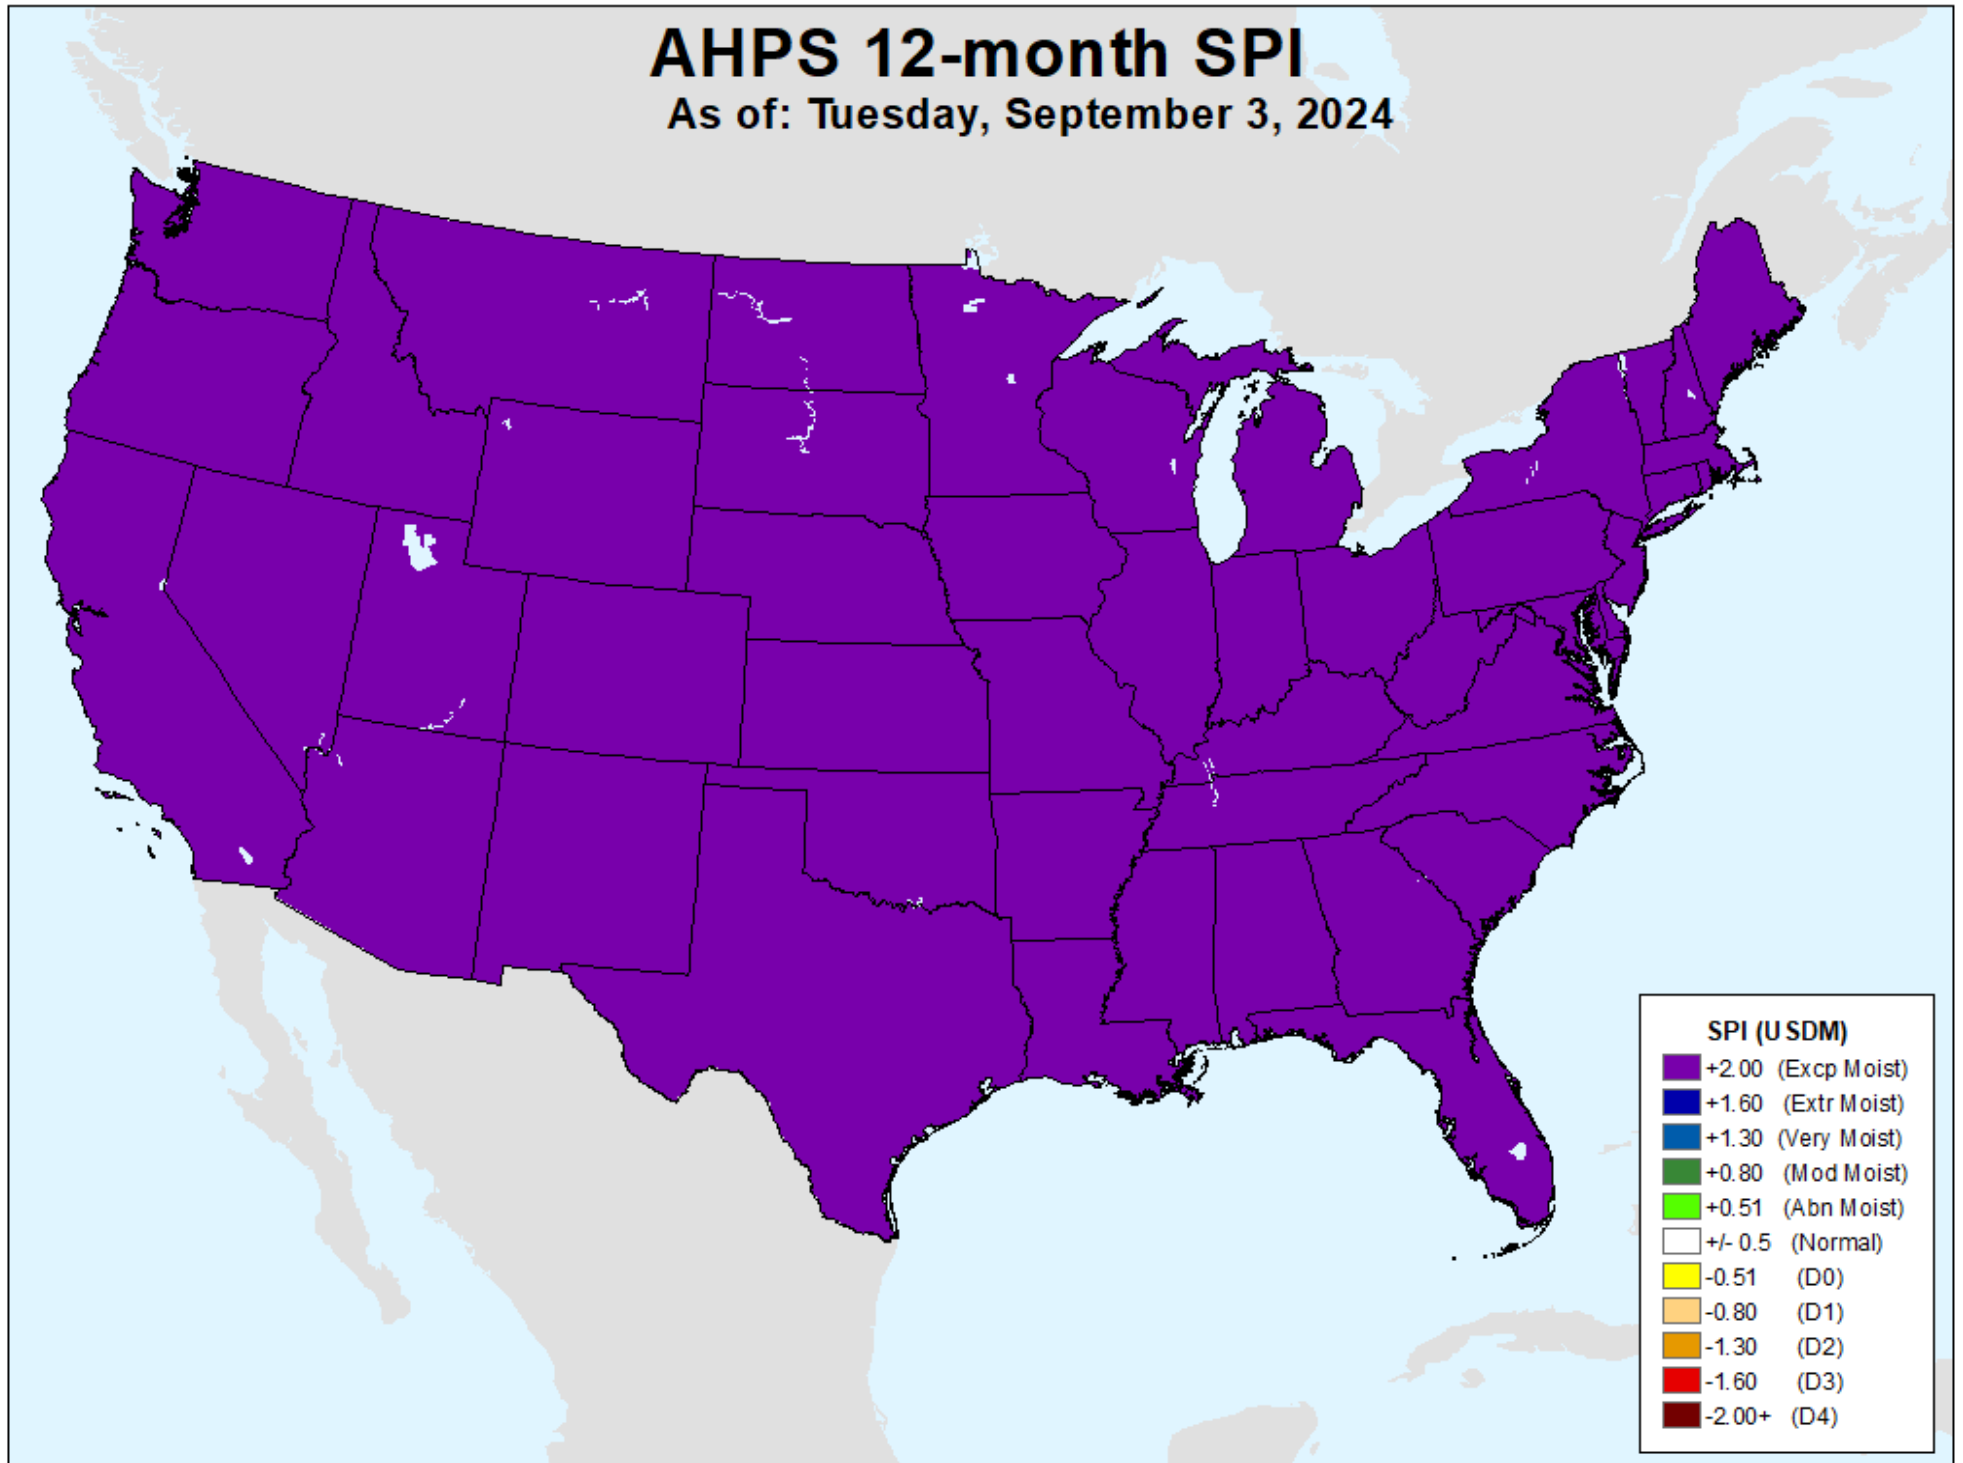 AHPS 12-month SPI
As of: Tuesday, September 3, 2024
SPI (USDM)
+2.00 (Excp Moist)
+1.60 (Extr Moist)
+1.30 (Very Moist)
+0.80 (Mod Moist)
+0.51 (Abn Moist)
+/- 0.5 (Normal)
-0.51 (D0)
-0.80 (D1)
-1.30 (D2)
-1.60 (D3)
-2.00+ (D4)